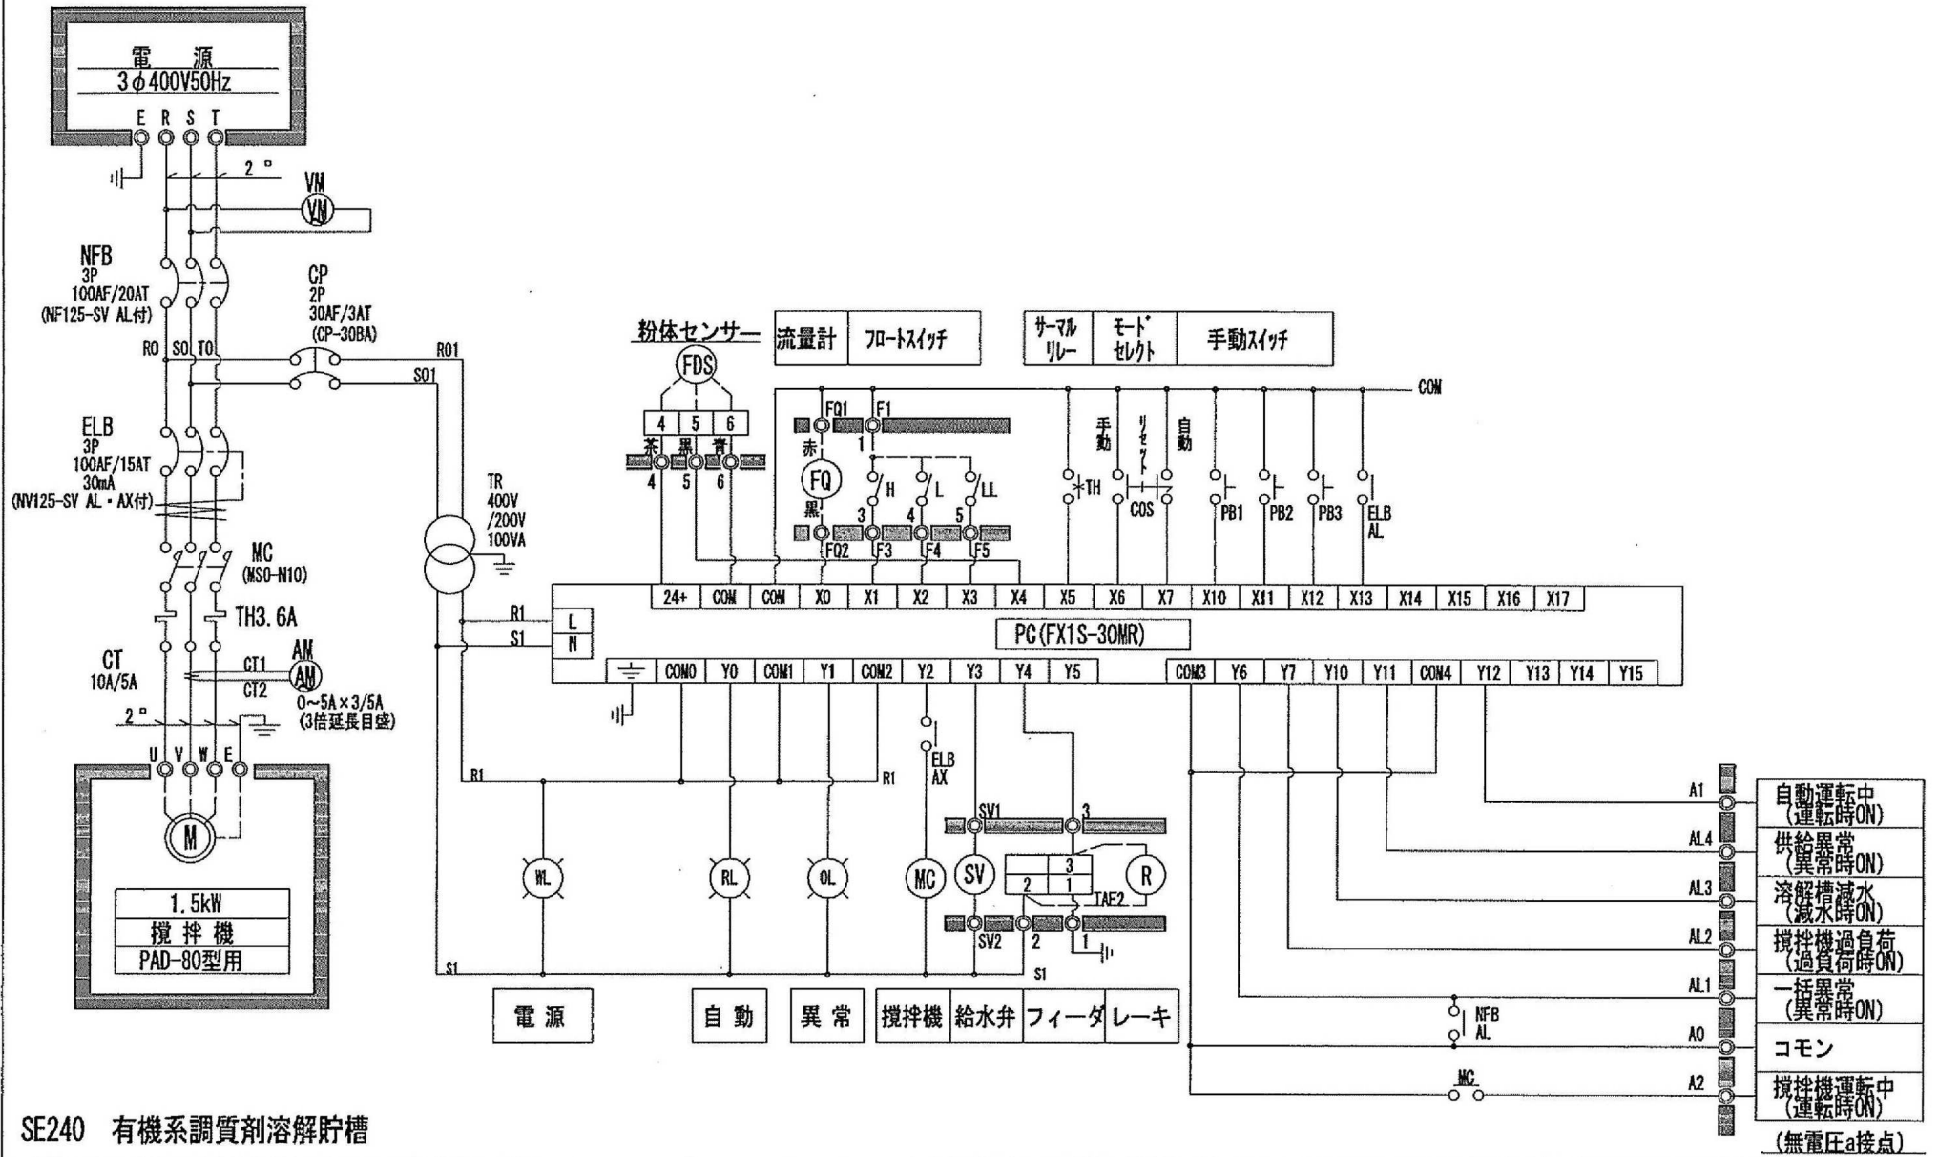 電 源
3φ400V50Hz
E R S T
2 □
VM
VM
NFB
3P
100AF/20AT
(NF125-SV AL付)
CP
2P
30AF/3AT
(CP-30BA)
R0 S0 T0
R01
S01
ELB
3P
100AF/15AT
30mA
(NV125-SV AL・AX付)
MC
(MSO-N10)
TH3.6A
CT
10A/5A
CT1
CT2
AM
AM
0～5A×3/5A
(3倍延長目盛)
2 □
U V W E
M
1.5kW
撹拌機
PAD-80型用
TR
400V
/200V
100VA
粉体センサー
FDS
4 5 6
茶 黒 青
4 5 6
流量計 フロートスイッチ
サーマル
リレー
モード
セレクト
手動スイッチ
COM
FQ1 F1
1
赤
FQ
黒
H L LL
3 4 5
FQ2 F3 F4 F5
手動 リセット 自動
TH
COS
PB1 PB2 PB3
ELB
AL
24+ COM COM X0 X1 X2 X3 X4 X5 X6 X7 X10 X11 X12 X13 X14 X15 X16 X17
R1 L
S1 N
PC(FX1S-30MR)
COM0 Y0 COM1 Y1 COM2 Y2 Y3 Y4 Y5
COM3 Y6 Y7 Y10 Y11 COM4 Y12 Y13 Y14 Y15
R1 R1
ELB
AX
SV1 3
WL RL OL MC SV
3
2 1
R
TAE2
SV2 2 1
S1 S1
電源 自動 異常 撹拌機 給水弁 フィーダ レーキ
A1 自動運転中
(運転時ON)
AL4 供給異常
(異常時ON)
AL3 溶解槽減水
(減水時ON)
AL2 撹拌機過負荷
(過負荷時ON)
AL1 一括異常
(異常時ON)
NFB
AL
A0 コモン
MC
A2 撹拌機運転中
(運転時ON)
(無電圧a接点)
SE240 有機系調質剤溶解貯槽